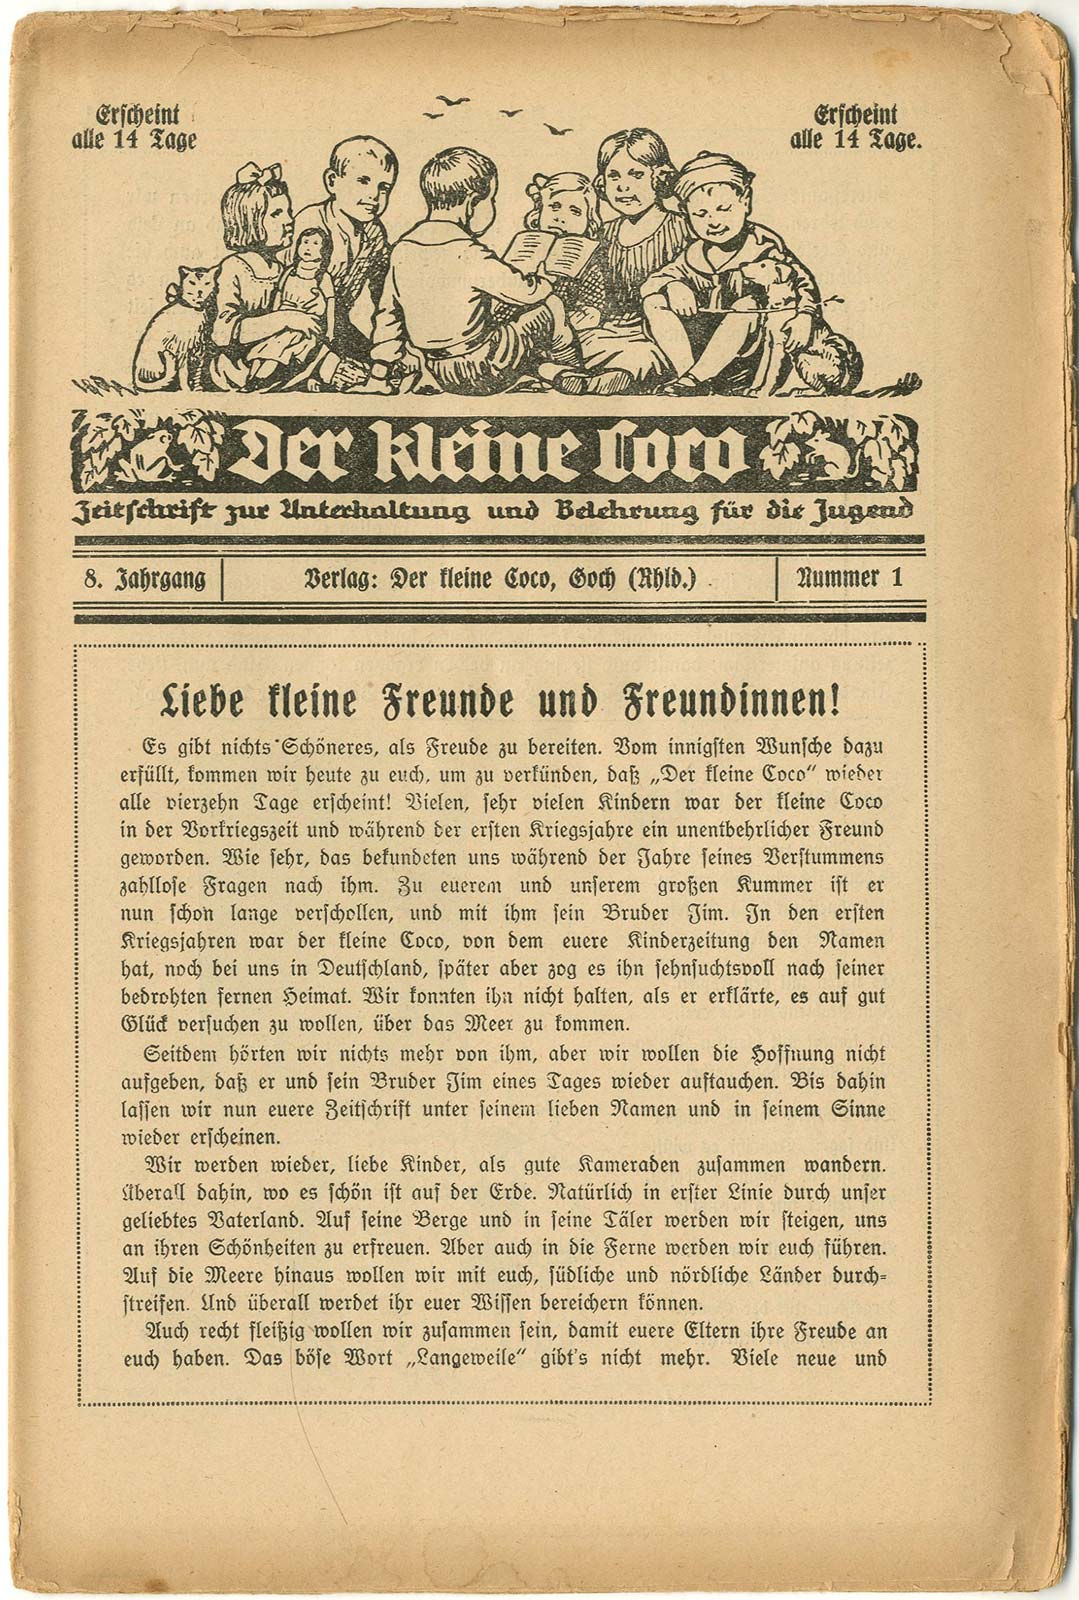 Erscheint
alle 14 Tage
Erscheint
alle 14 Tage.
Der kleine Coco
Zeitschrift zur Unterhaltung und Belehrung für die Jugend
8. Jahrgang
Verlag: Der kleine Coco, Goch (Rhld.)
Nummer 1
Liebe kleine Freunde und Freundinnen!
Es gibt nichts Schöneres, als Freude zu bereiten. Vom innigsten Wunsche dazu
erfüllt, kommen wir heute zu euch, um zu verkünden, daß „Der kleine Coco“ wieder
alle vierzehn Tage erscheint! Vielen, sehr vielen Kindern war der kleine Coco
in der Vorkriegszeit und während der ersten Kriegsjahre ein unentbehrlicher Freund
geworden. Wie sehr, das bekundeten uns während der Jahre seines Verstummens
zahllose Fragen nach ihm. Zu euerem und unserem großen Kummer ist er
nun schon lange verschollen, und mit ihm sein Bruder Jim. In den ersten
Kriegsjahren war der kleine Coco, von dem euere Kinderzeitung den Namen
hat, noch bei uns in Deutschland, später aber zog es ihn sehnsuchtsvoll nach seiner
bedrohten fernen Heimat. Wir konnten ihn nicht halten, als er erklärte, es auf gut
Glück versuchen zu wollen, über das Meer zu kommen.
Seitdem hörten wir nichts mehr von ihm, aber wir wollen die Hoffnung nicht
aufgeben, daß er und sein Bruder Jim eines Tages wieder auftauchen. Bis dahin
lassen wir nun euere Zeitschrift unter seinem lieben Namen und in seinem Sinne
wieder erscheinen.
Wir werden wieder, liebe Kinder, als gute Kameraden zusammen wandern.
Überall dahin, wo es schön ist auf der Erde. Natürlich in erster Linie durch unser
geliebtes Vaterland. Auf seine Berge und in seine Täler werden wir steigen, uns
an ihren Schönheiten zu erfreuen. Aber auch in die Ferne werden wir euch führen.
Auf die Meere hinaus wollen wir mit euch, südliche und nördliche Länder durch-
streifen. Und überall werdet ihr euer Wissen bereichern können.
Auch recht fleißig wollen wir zusammen sein, damit euere Eltern ihre Freude an
euch haben. Das böse Wort „Langeweile“ gibt's nicht mehr. Viele neue und